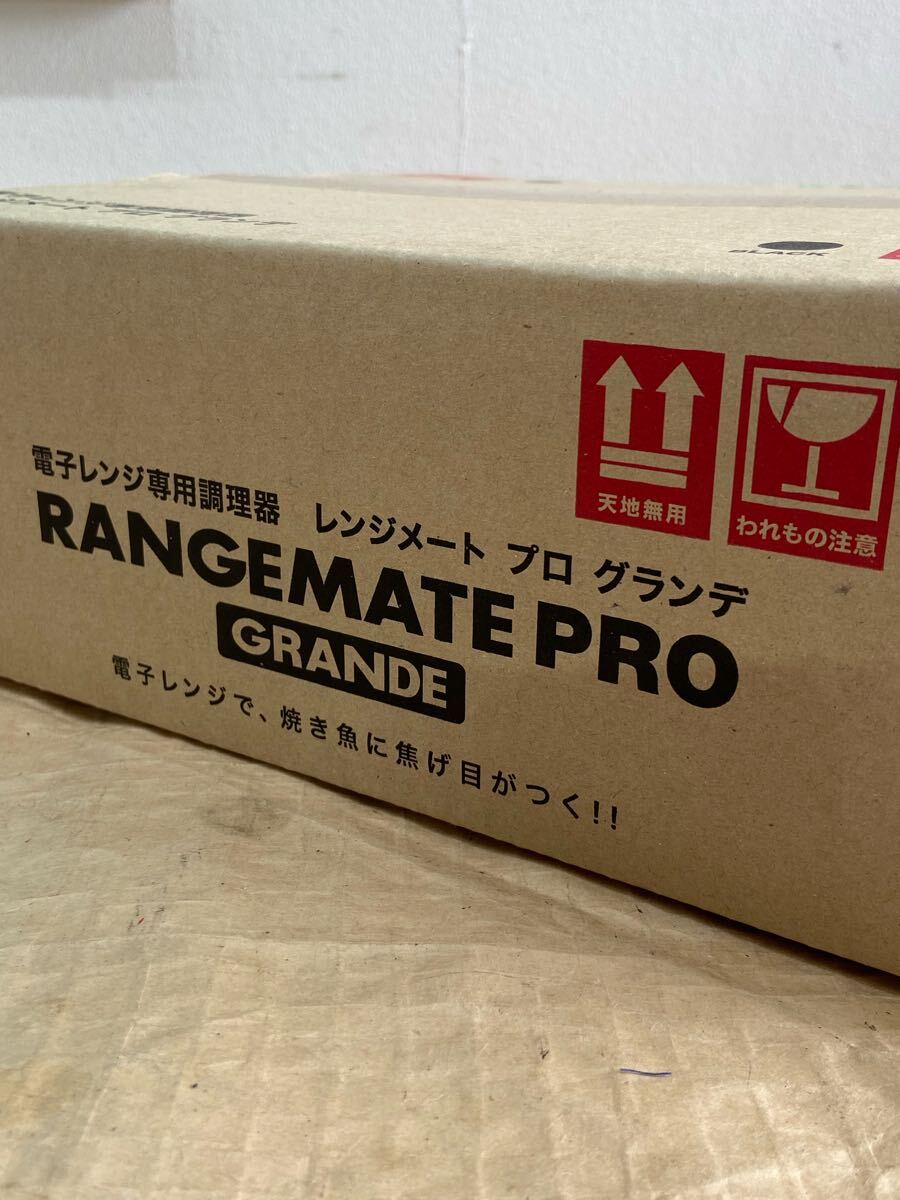 BLACK
天地無用
われもの注意
電子レンジ専用調理器 レンジメート プロ グランデ
RANGEMATE PRO
GRANDE
電子レンジで、焼き魚に焦げ目がつく!!